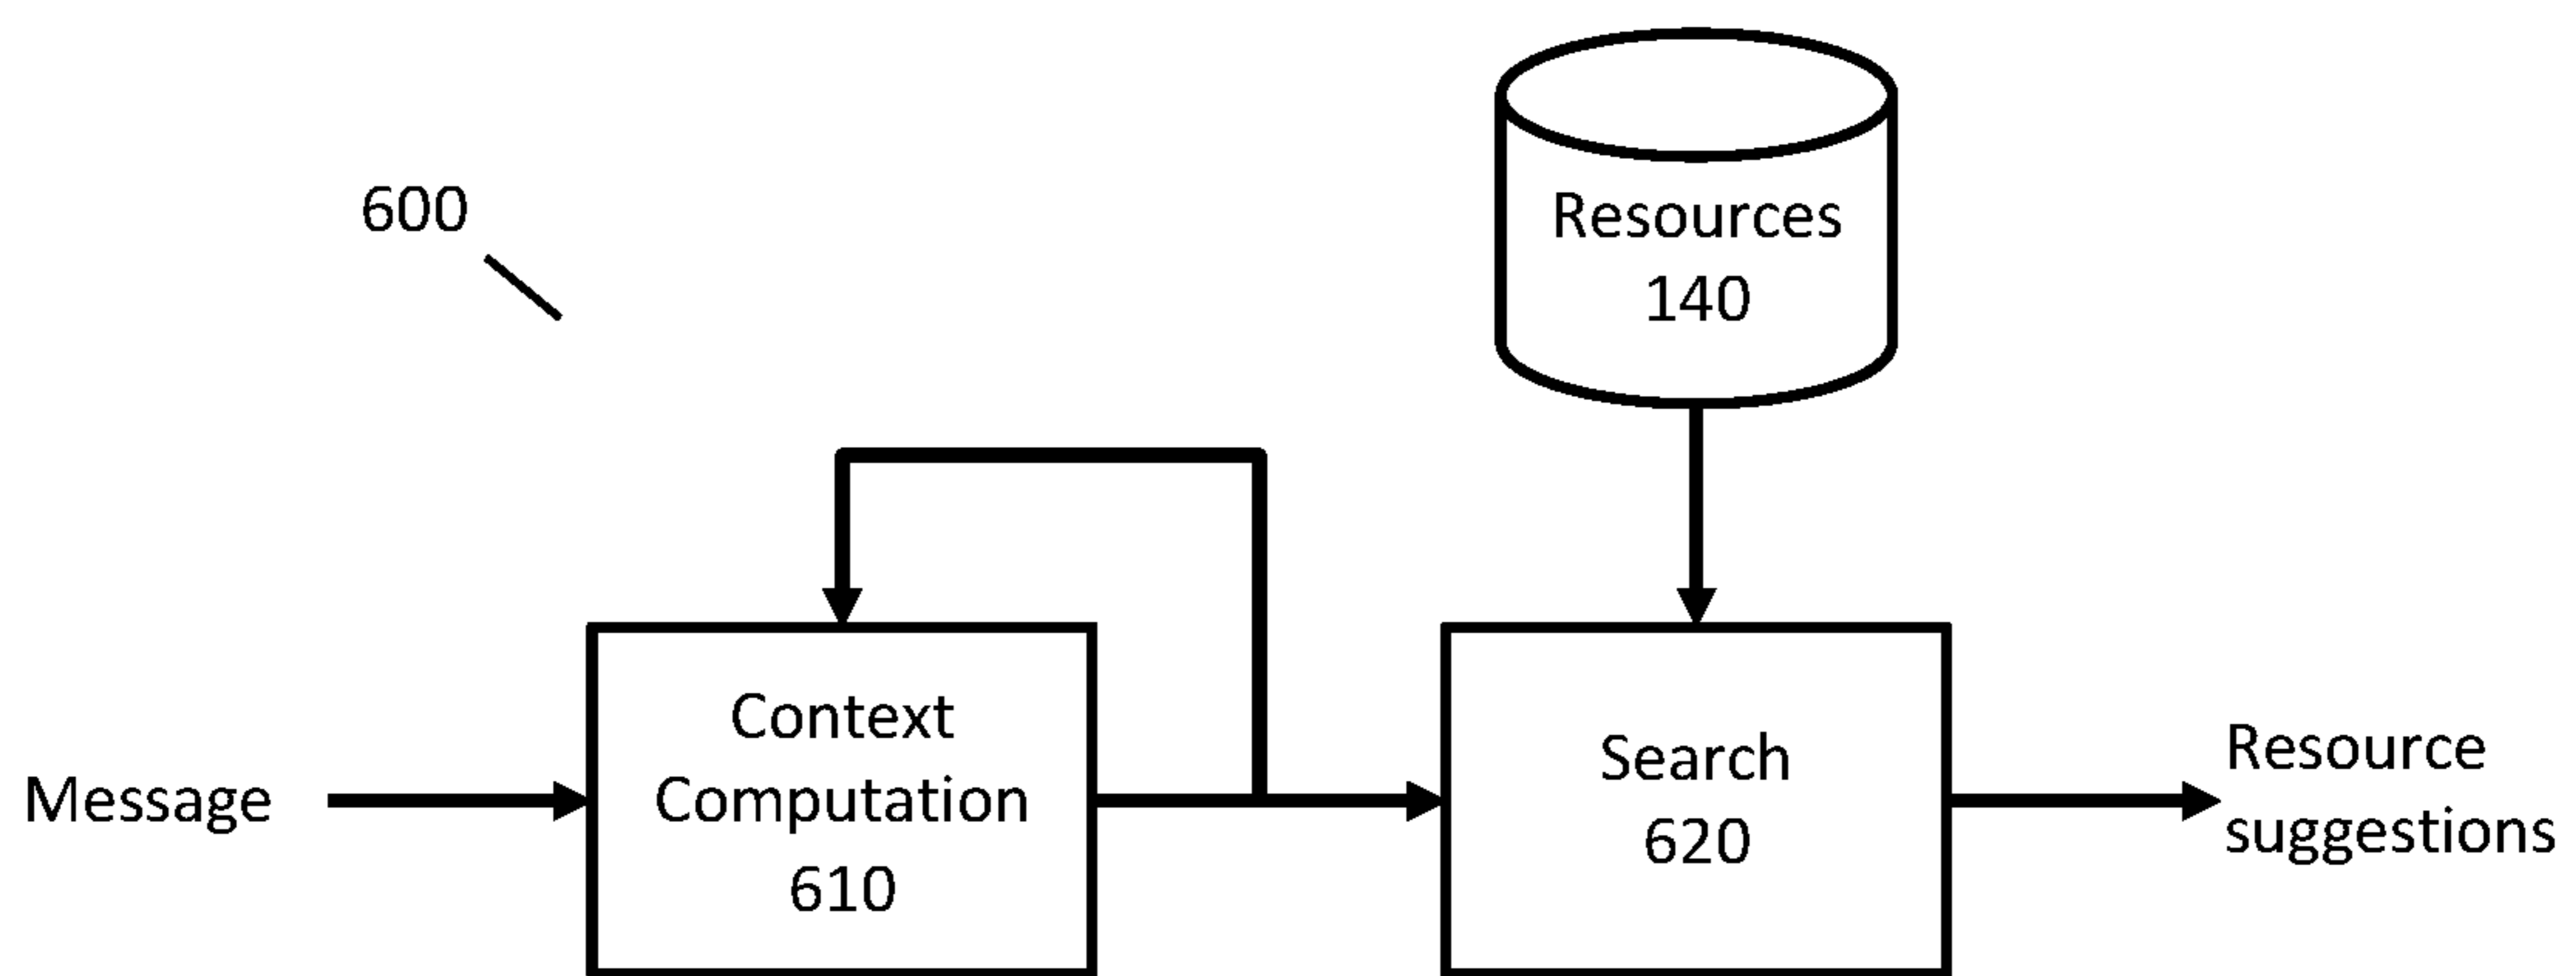 600
Resources
140
Message
Context
Computation
610
Search
620
Resource
suggestions